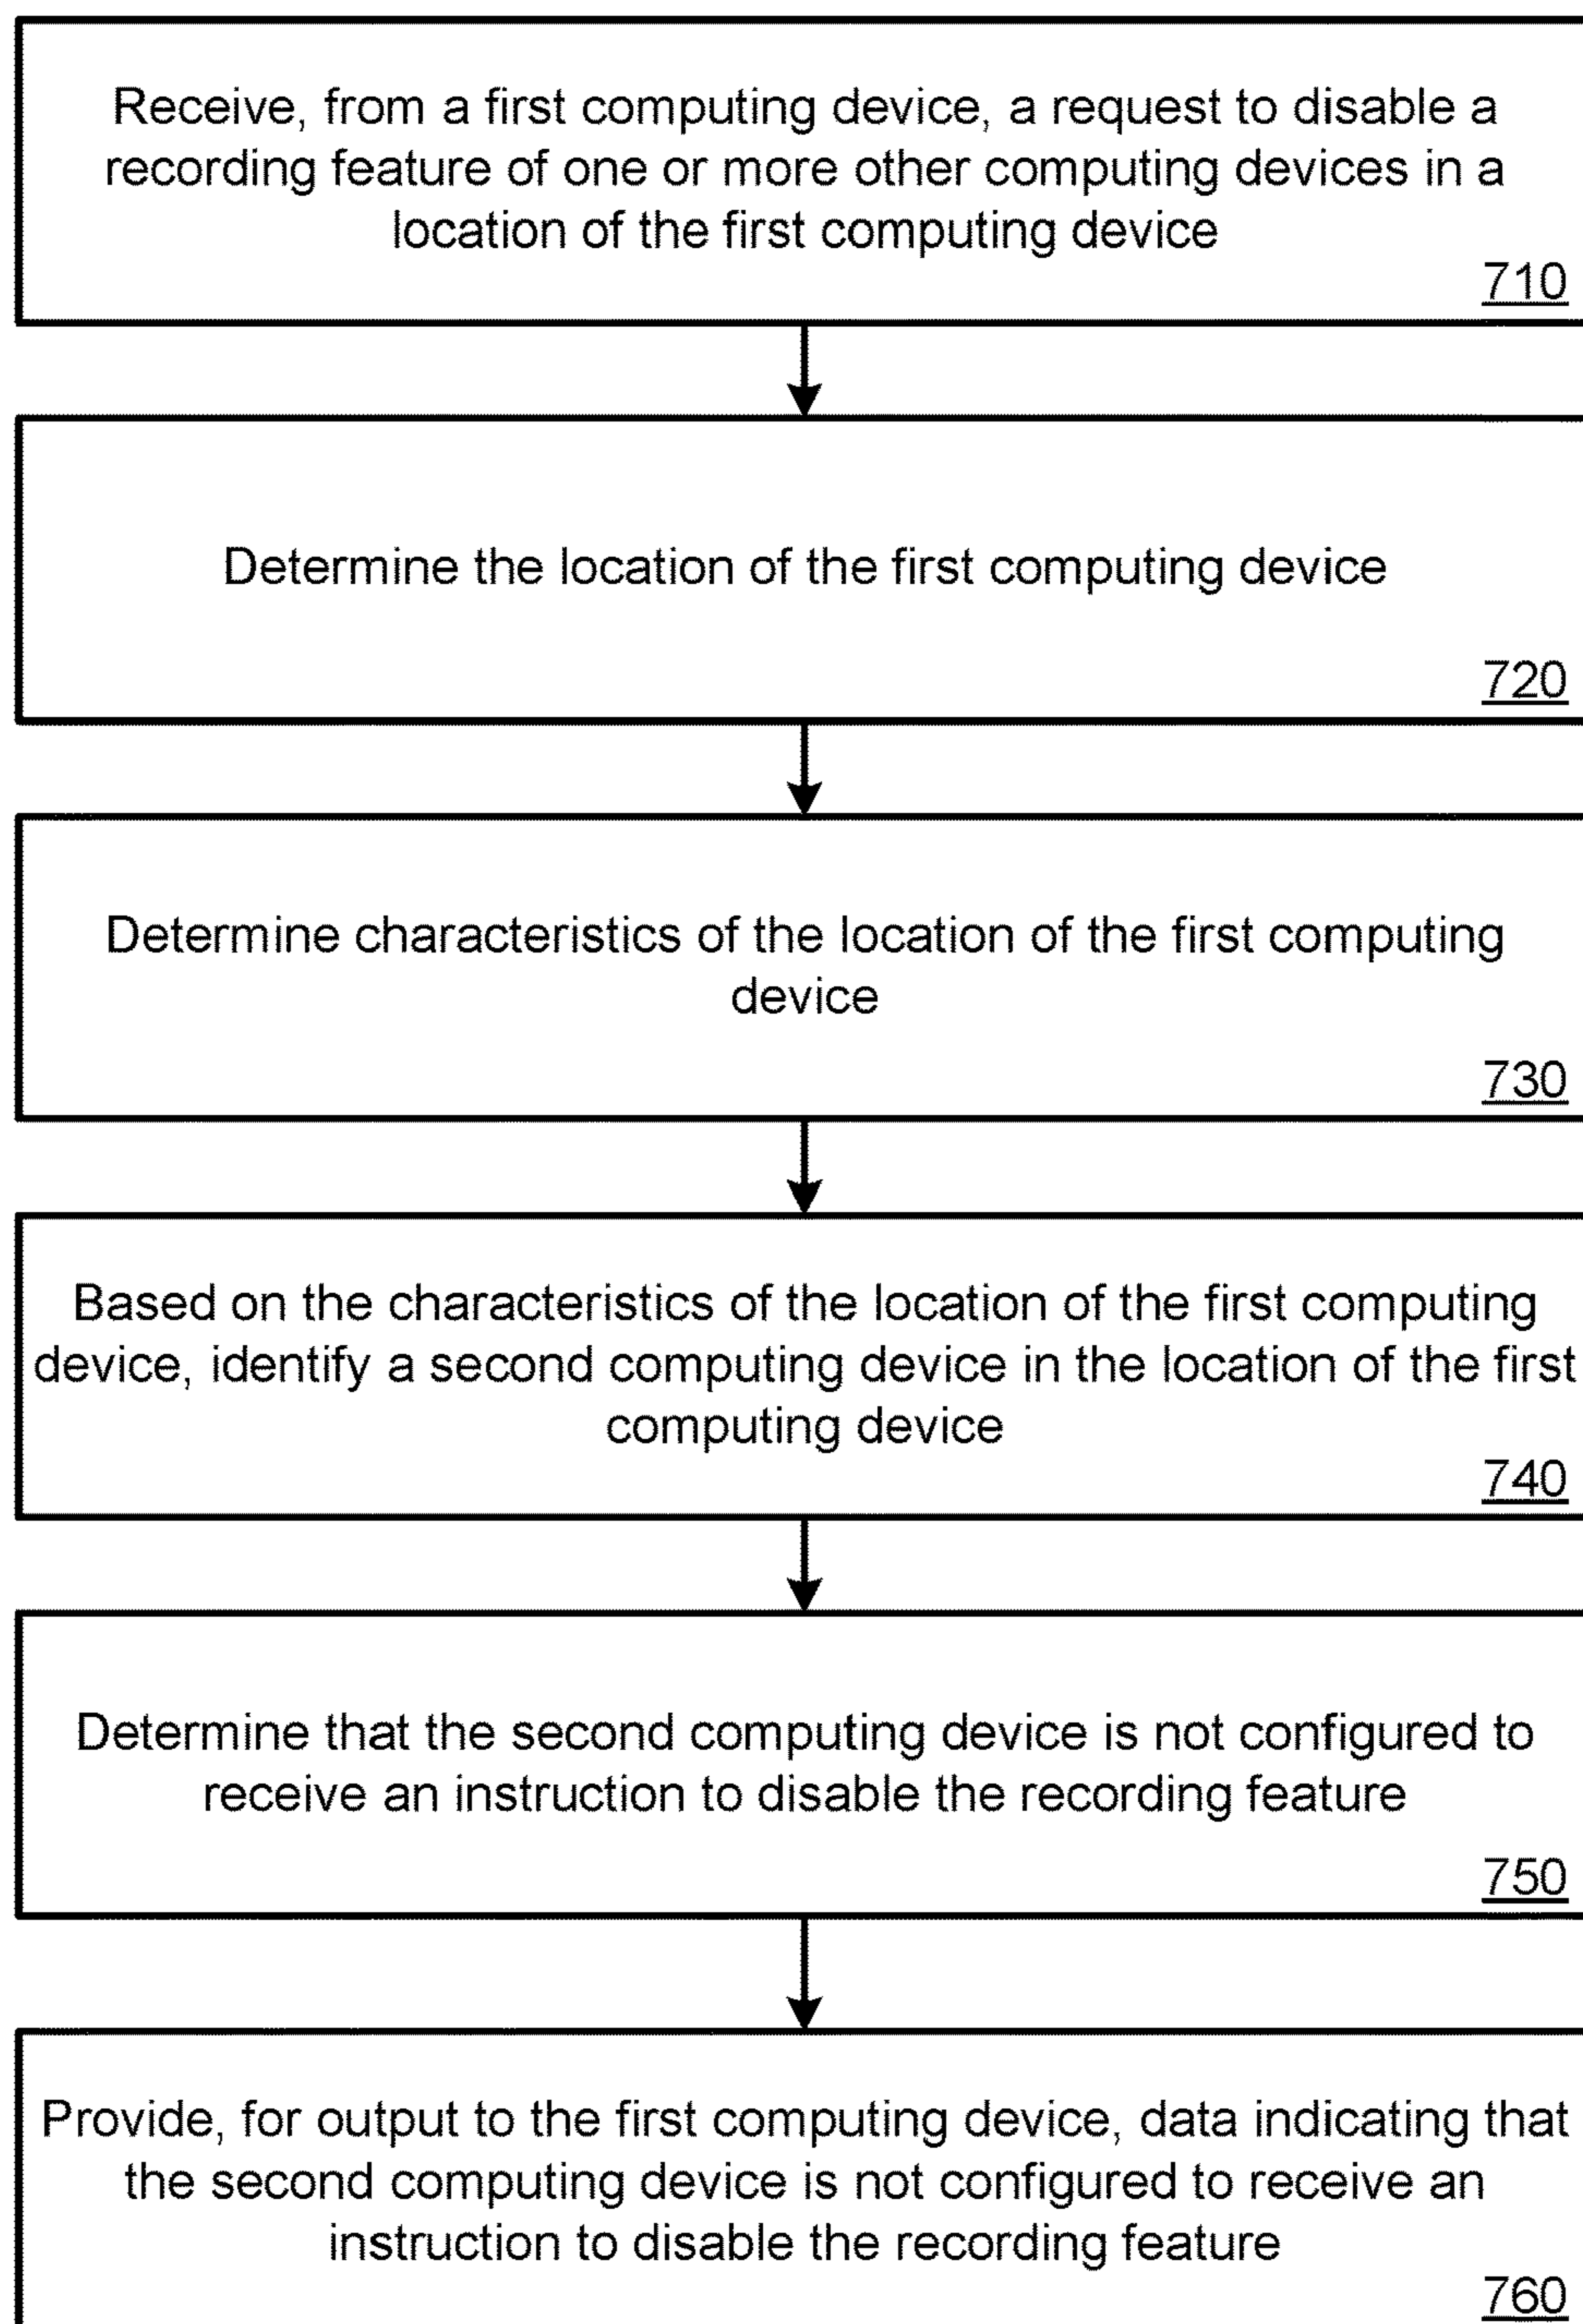 Receive, from a first computing device, a request to disable a
recording feature of one or more other computing devices in a
location of the first computing device
710
Determine the location of the first computing device
720
Determine characteristics of the location of the first computing
device
730
Based on the characteristics of the location of the first computing
device, identify a second computing device in the location of the first
computing device
740
Determine that the second computing device is not configured to
receive an instruction to disable the recording feature
750
Provide, for output to the first computing device, data indicating that
the second computing device is not configured to receive an
instruction to disable the recording feature
760